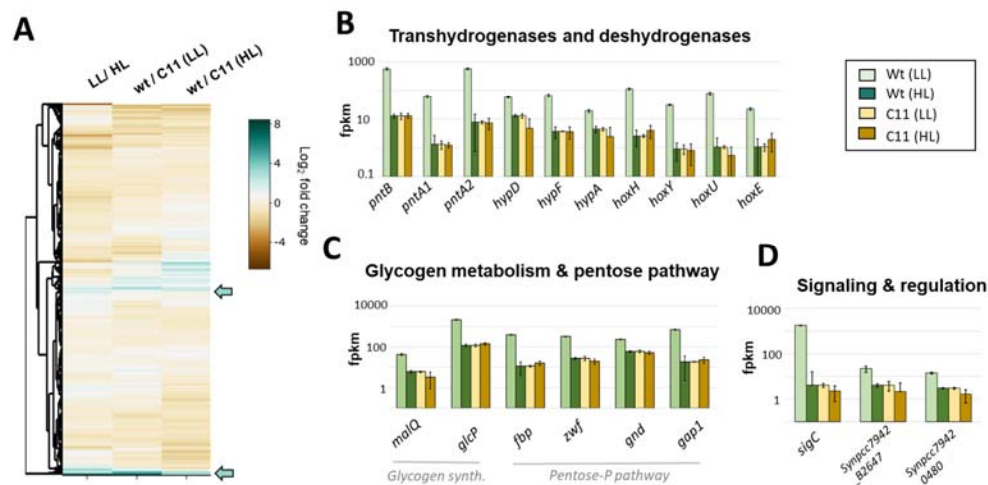 A
LL/ HL
wt / C11 (LL)
wt / C11 (HL)
8
4
0
-4
Log2 fold change
B
Transhydrogenases and deshydrogenases
fpkm
1000
10
0.1
pntB
pntA1
pntA2
hypD
hypF
hypA
hoxH
hoxY
hoxU
hoxE
Wt (LL)
Wt (HL)
C11 (LL)
C11 (HL)
C
Glycogen metabolism & pentose pathway
fpkm
10000
100
1
malQ
glcP
fbp
zwf
gnd
gap1
Glycogen synth.
Pentose-P pathway
D
Signaling & regulation
fpkm
10000
100
1
sigC
Synpcc7942
_B2647
Synpcc7942
0480